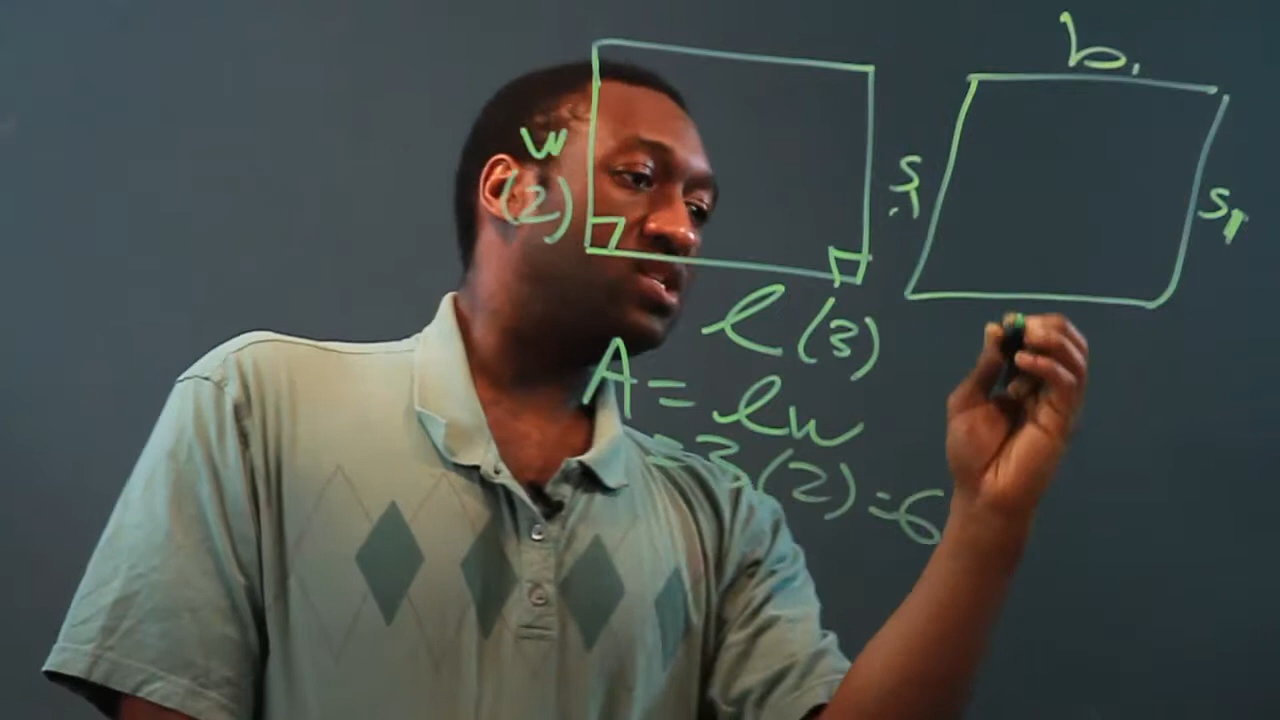 w
(2)
l (3)
A = lw
= 3(2) = 6
b1
s1
s1